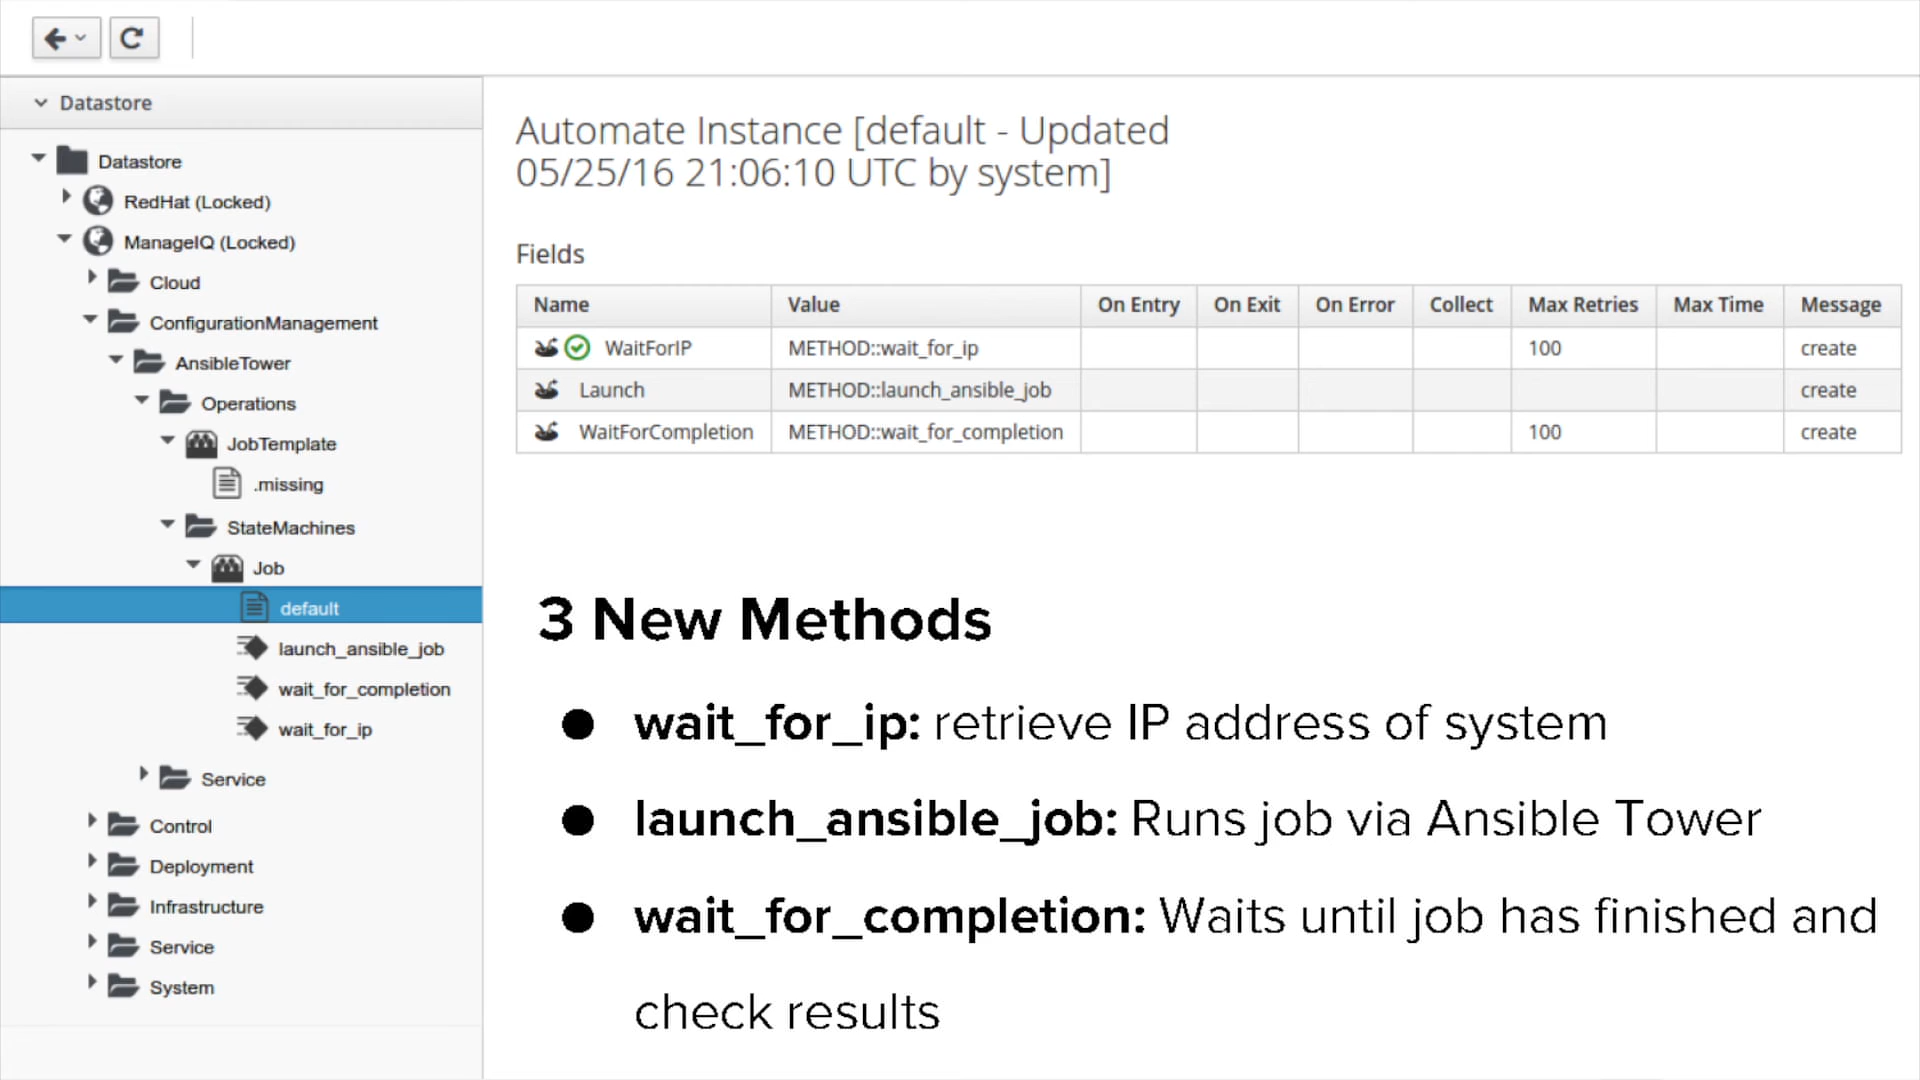 Datastore
Datastore
RedHat (Locked)
ManageIQ (Locked)
Cloud
ConfigurationManagement
AnsibleTower
Operations
JobTemplate
.missing
StateMachines
Job
default
launch_ansible_job
wait_for_completion
wait_for_ip
Service
Control
Deployment
Infrastructure
Service
System
Automate Instance [default - Updated
05/25/16 21:06:10 UTC by system]
Fields
Name Value On Entry On Exit On Error Collect Max Retries Max Time Message
WaitForIP METHOD::wait_for_ip 100 create
Launch METHOD::launch_ansible_job create
WaitForCompletion METHOD::wait_for_completion 100 create
3 New Methods
● wait_for_ip: retrieve IP address of system
● launch_ansible_job: Runs job via Ansible Tower
● wait_for_completion: Waits until job has finished and
check results